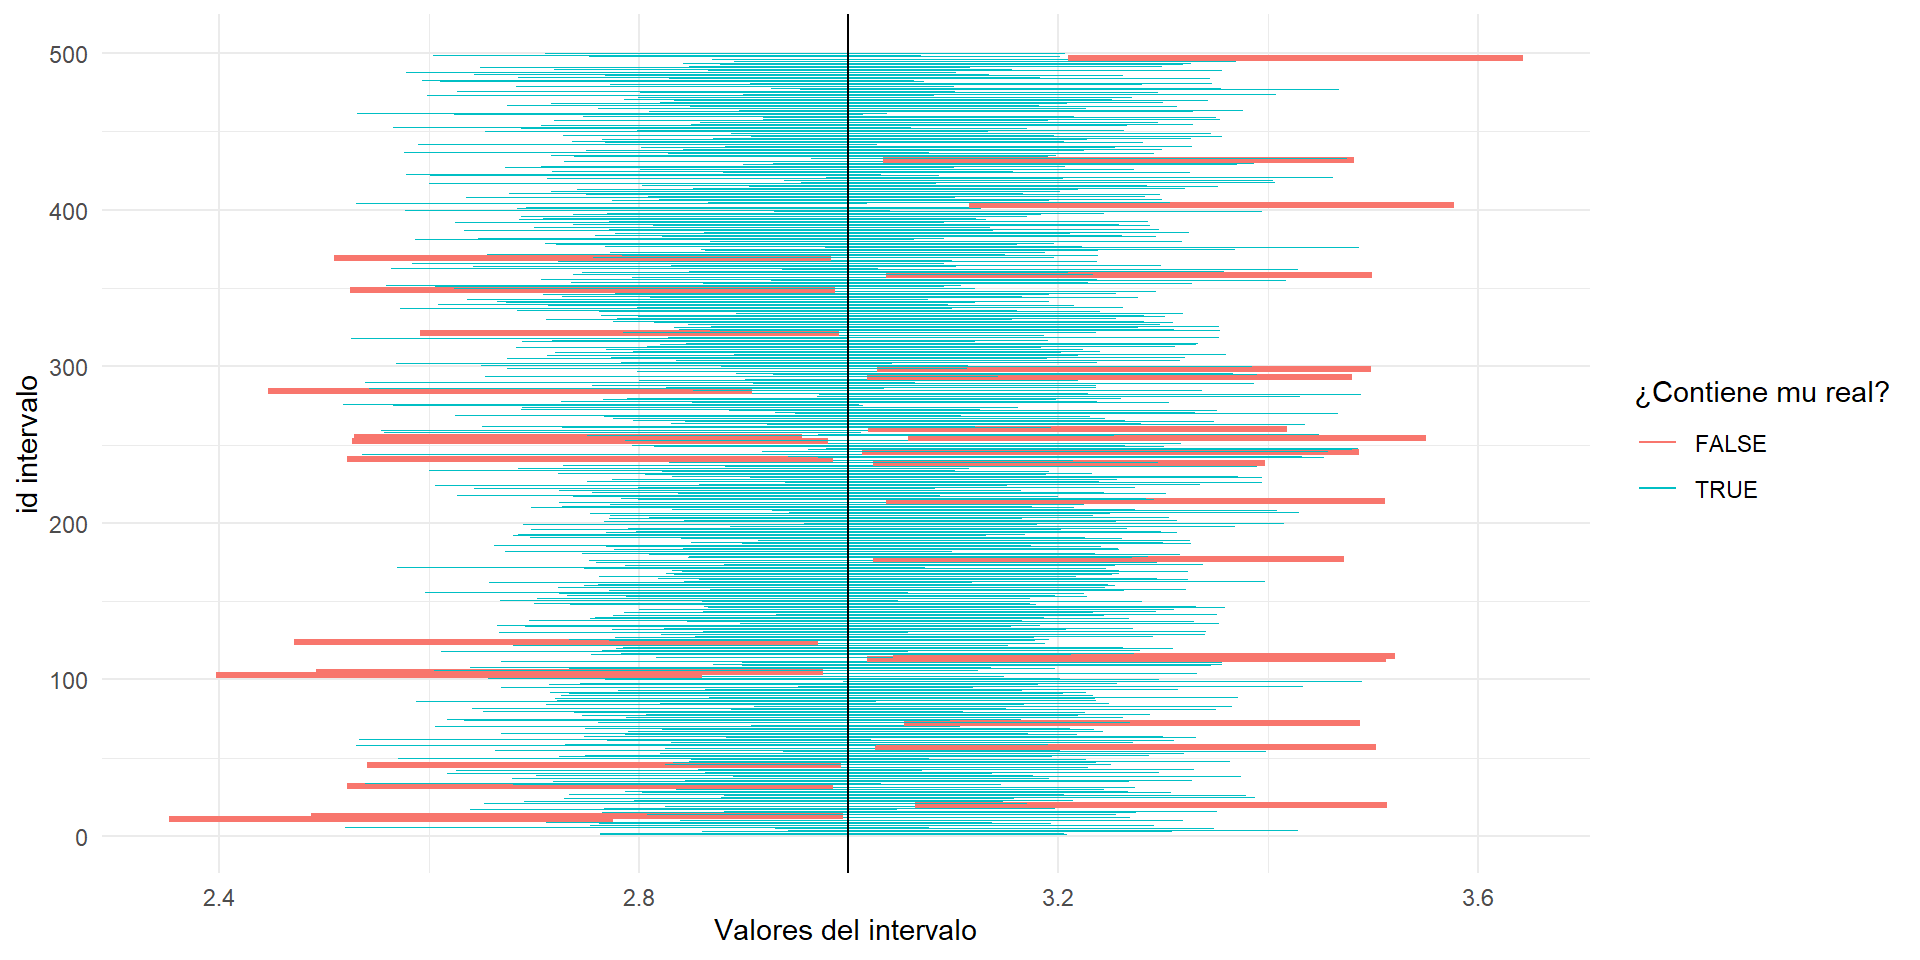 500
400
300
200
100
0
id intervalo
2.4
2.8
3.2
3.6
Valores del intervalo
¿Contiene mu real?
FALSE
TRUE